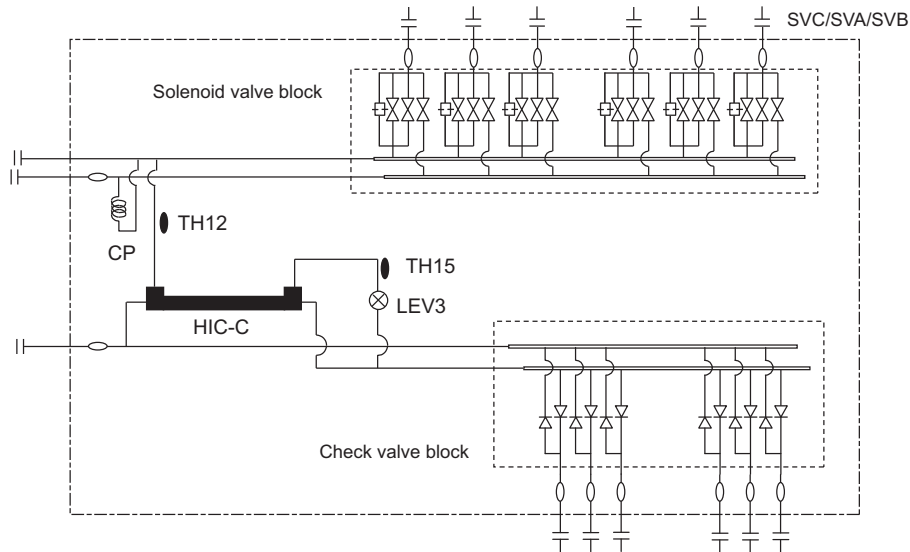 SVC/SVA/SVB
Solenoid valve block
TH12
CP
TH15
LEV3
HIC-C
Check valve block